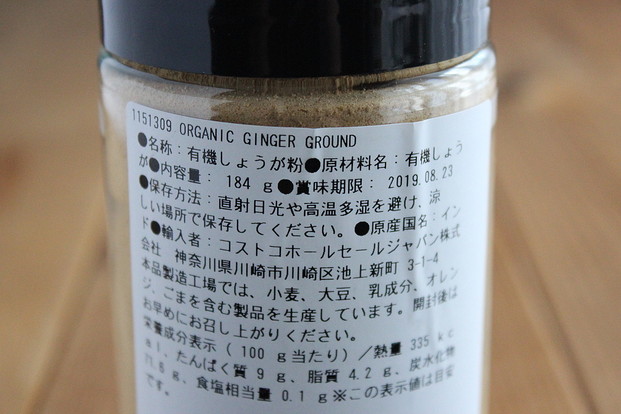 1151309 ORGANIC GINGER GROUND
●名称：有機しょうが粉●原材料名：有機しょう
が●内容量： 184 g●賞味期限： 2019.08.23
●保存方法：直射日光や高温多湿を避け、涼
しい場所で保存してください。●原産国名：イン
ド●輸入者：コストコホールセールジャパン株式
会社 神奈川県川崎市川崎区池上新町 3-1-4
本品製造工場では、小麦、大豆、乳成分、オレン
ジ、ごまを含む製品を生産しています。開封後は
お早めにお召し上がりください。
栄養成分表示 ( 100 g当たり) ／熱量 335 kc
al、たんぱく質 9 g、脂質 4.2 g、炭水化物
71.8 g、食塩相当量 0.1 g※この表示値は目安
です。